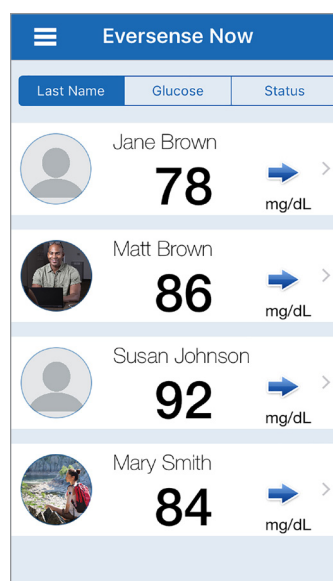 Eversense Now
Last Name Glucose Status
Jane Brown
78
mg/dL
Matt Brown
86
mg/dL
Susan Johnson
92
mg/dL
Mary Smith
84
mg/dL